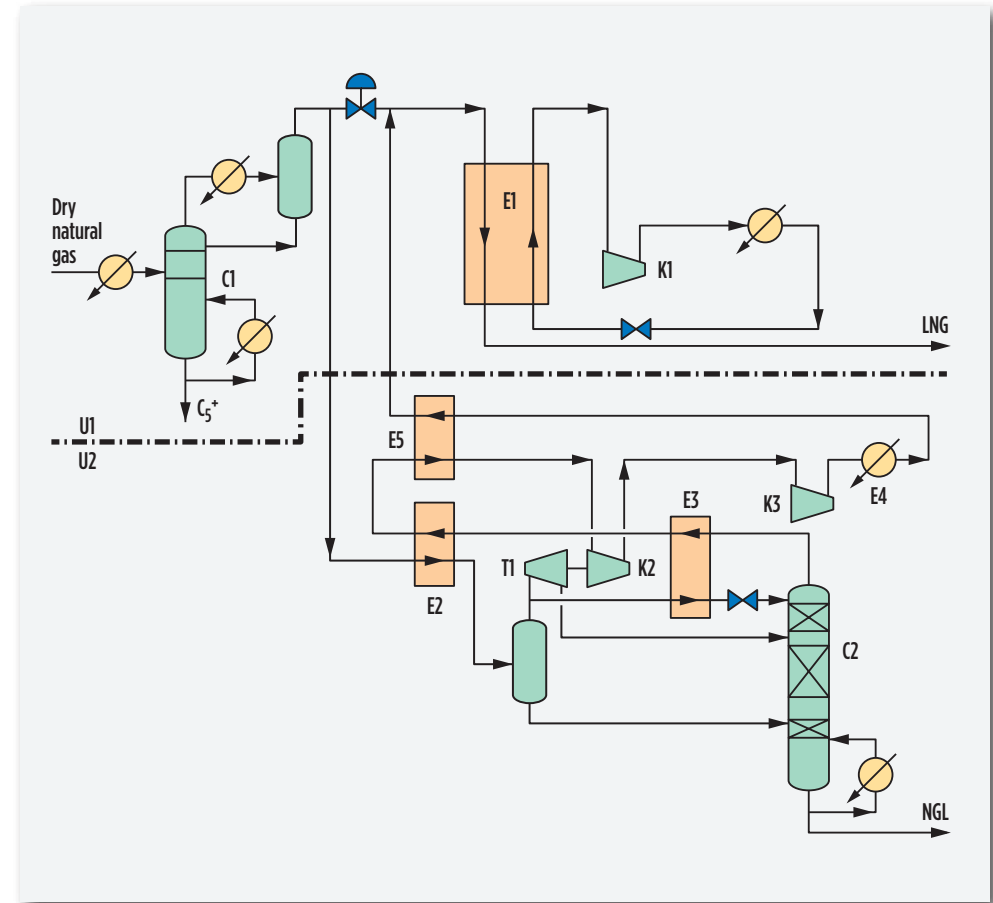 Dry
natural
gas
C1
C₅⁺
U1
U2
E1
K1
LNG
E5
E2
T1
K2
E3
K3
E4
C2
NGL